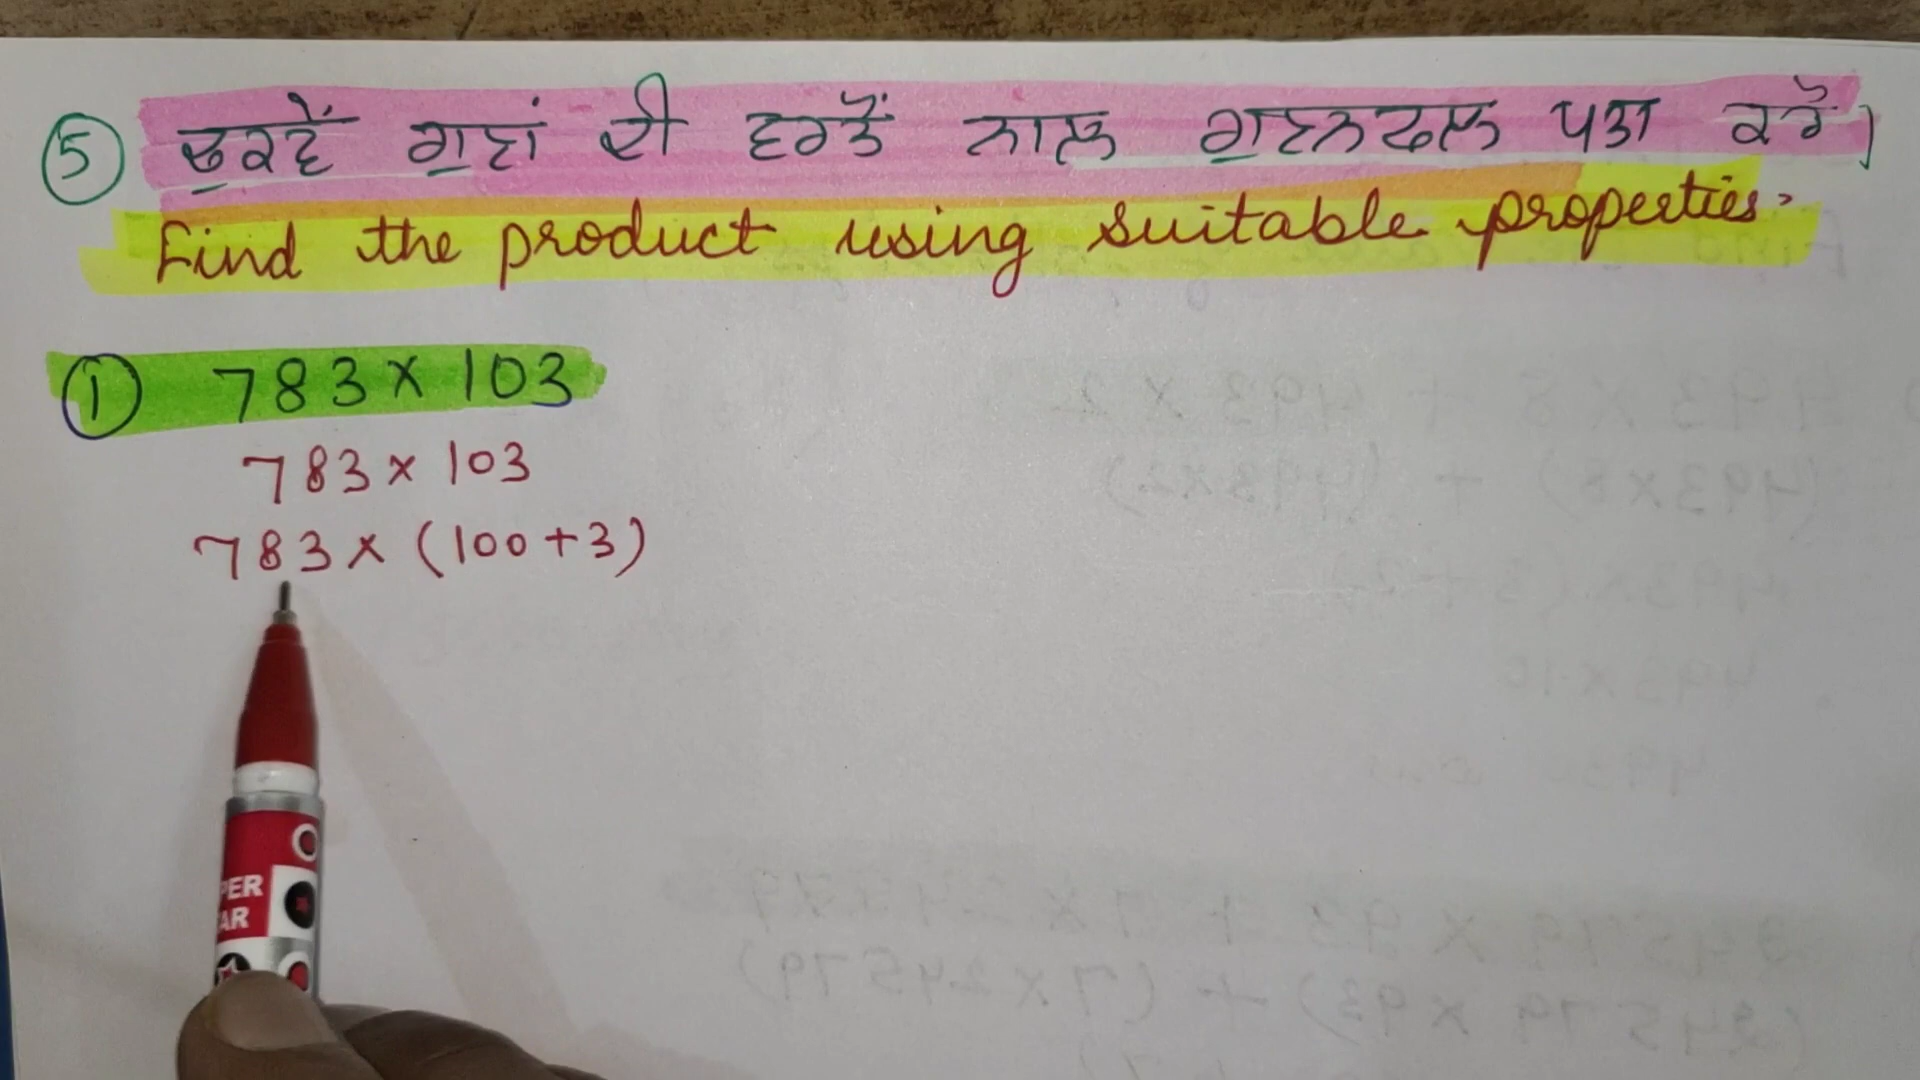 ⑤ ਢੁਕਵੇਂ ਗੁਣਾਂ ਦੀ ਵਰਤੋਂ ਨਾਲ ਗੁਣਨਫਲ ਪਤਾ ਕਰੋ।
Find the product using suitable properties.
① 783 × 103
783 × 103
783 × (100+3)